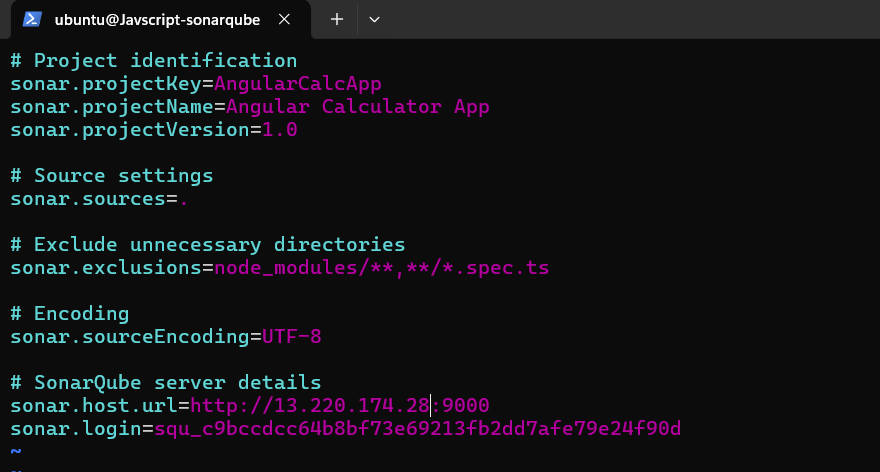 ubuntu@Javscript-sonarqube
# Project identification
sonar.projectKey=AngularCalcApp
sonar.projectName=Angular Calculator App
sonar.projectVersion=1.0
# Source settings
sonar.sources=.
# Exclude unnecessary directories
sonar.exclusions=node_modules/**,**/*.spec.ts
# Encoding
sonar.sourceEncoding=UTF-8
# SonarQube server details
sonar.host.url=http://13.220.174.28:9000
sonar.login=squ_c9bccdcc64b8bf73e69213fb2dd7afe79e24f90d
~